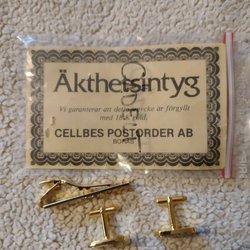 Äkthetsintyg
Vi garanterar att detta smycke är förgyllt
med 18 k guld.
CELLBES POSTORDER AB
BORÅS